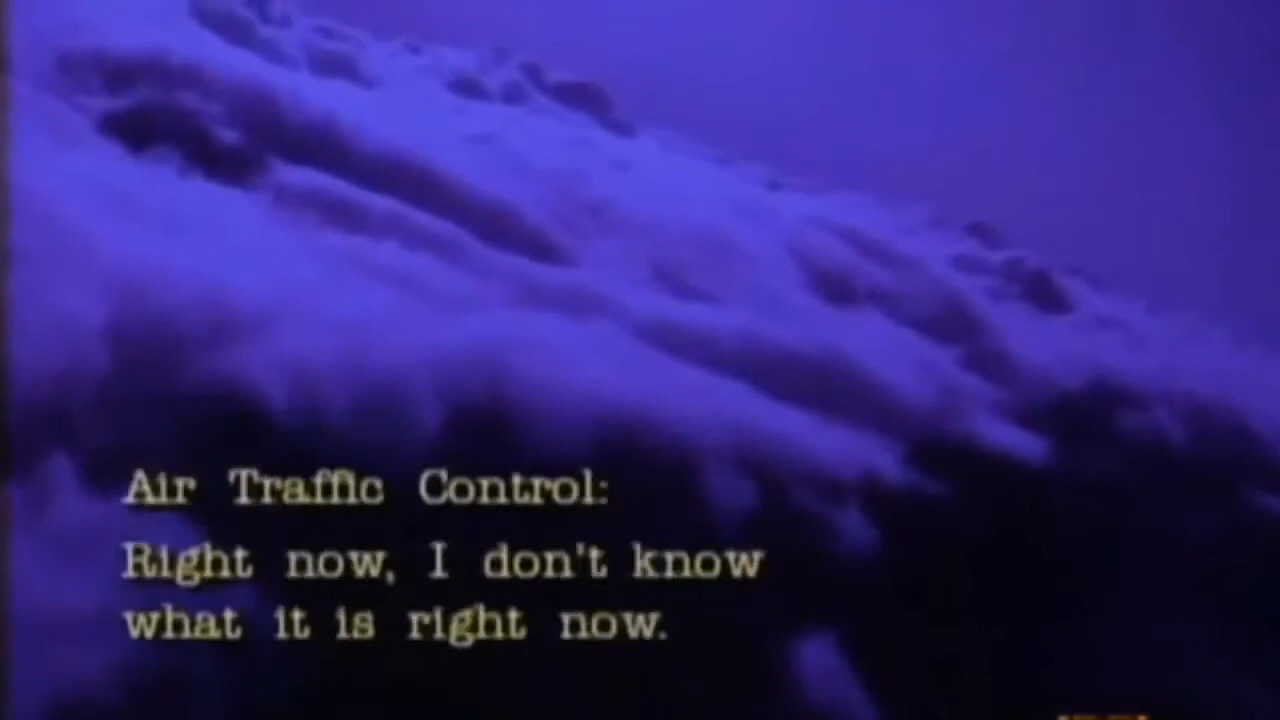 Air Traffic Control:
Right now, I don't know
what it is right now.